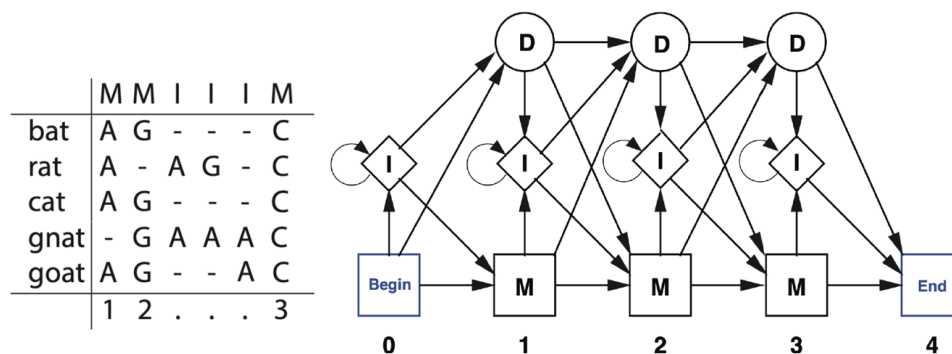 M M I I I M
bat A G - - - C
rat A - A G - C
cat A G - - - C
gnat - G A A A C
goat A G - - A C
1 2 . . . 3
D D D
I I I I
Begin M M M End
0 1 2 3 4